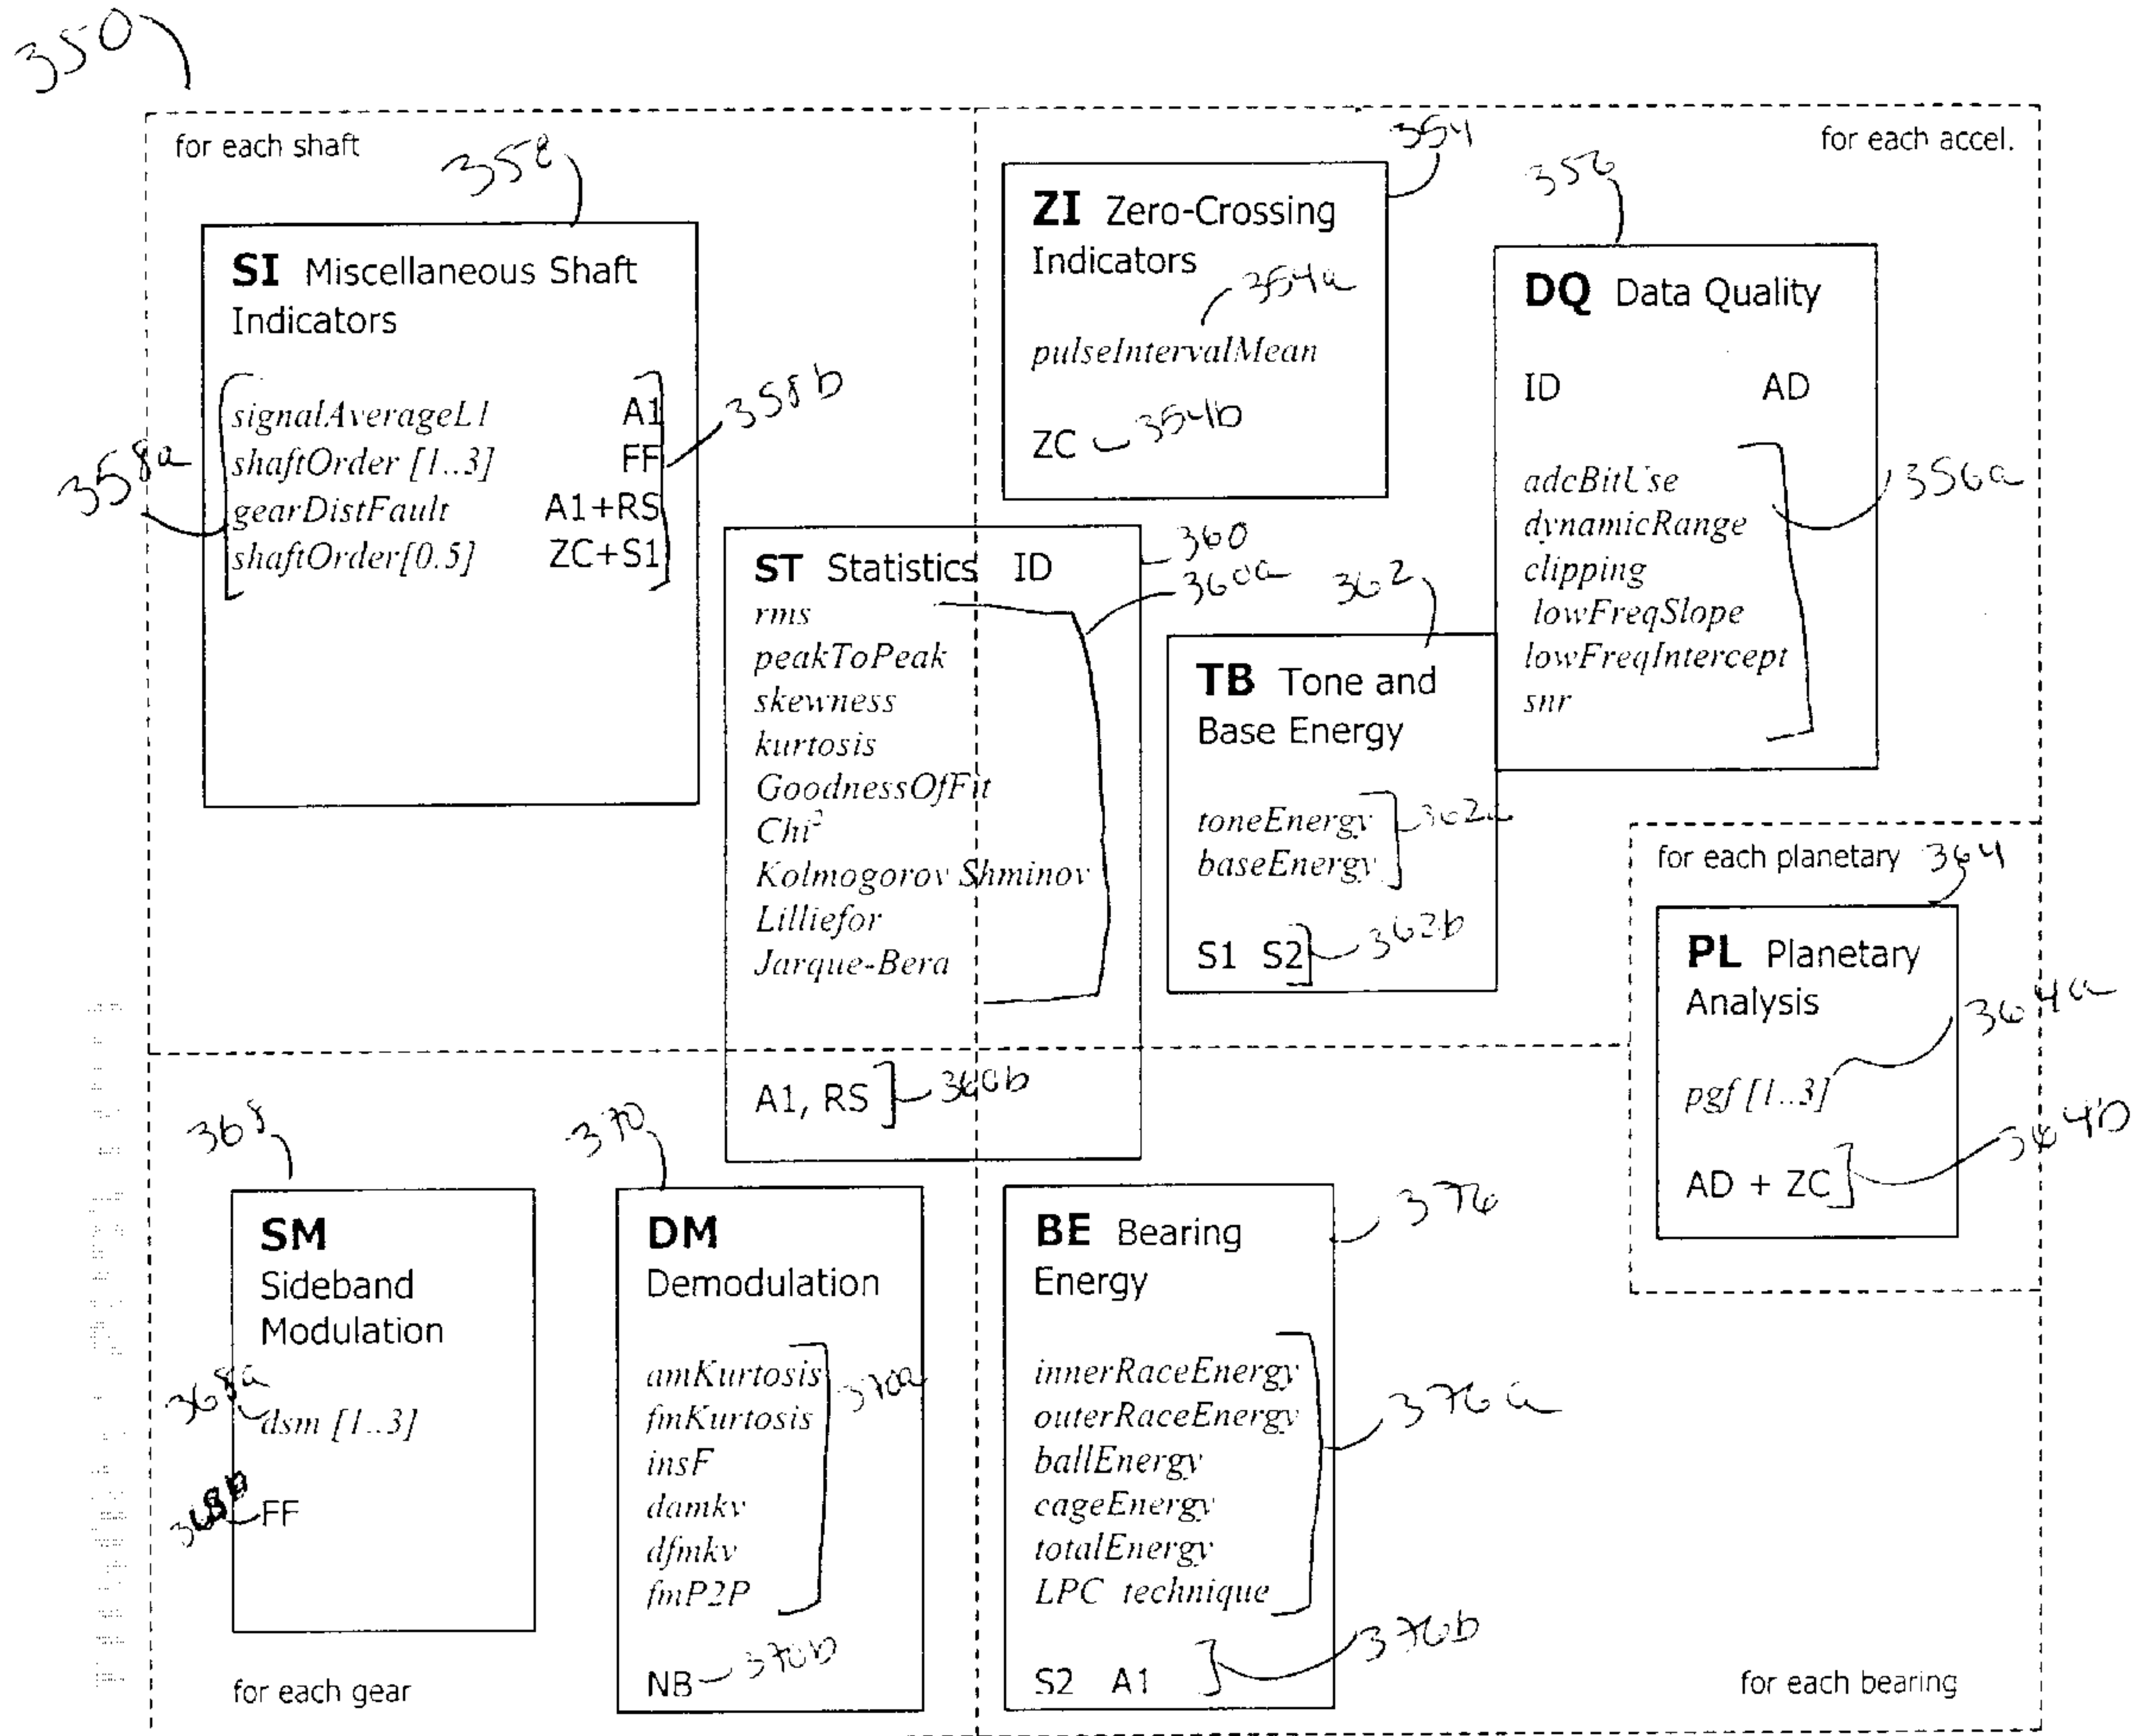 350
for each shaft
358
SI Miscellaneous Shaft
Indicators
signalAverageL1 A1
shaftOrder [1..3] FF
gearDistFault A1+RS
shaftOrder[0.5] ZC+S1
358a
358b
for each accel.
354
ZI Zero-Crossing
Indicators
354a
pulseIntervalMean
ZC 354b
356
DQ Data Quality
ID AD
adcBitUse
dynamicRange
clipping
lowFreqSlope
lowFreqIntercept
snr
356a
360
360a
ST Statistics ID
rms
peakToPeak
skewness
kurtosis
GoodnessOfFit
Chi²
Kolmogorov Shminov
Lilliefor
Jarque-Bera
A1, RS 360b
362
TB Tone and
Base Energy
toneEnergy
baseEnergy
362a
S1 S2 362b
for each planetary 364
PL Planetary
Analysis
364a
pgf [1..3]
364b
AD + ZC
368
SM
Sideband
Modulation
368a
dsm [1..3]
FF
for each gear
370
DM
Demodulation
amKurtosis
fmKurtosis
insF
damkv
dfmkv
fmP2P
370a
NB 370b
376
BE Bearing
Energy
innerRaceEnergy
outerRaceEnergy
ballEnergy
cageEnergy
totalEnergy
LPC technique
376a
376b
S2 A1
for each bearing